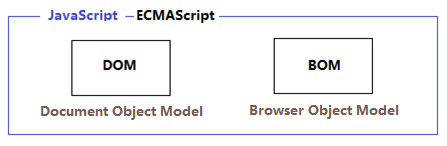 JavaScript ECMAScript
DOM BOM
Document Object Model Browser Object Model